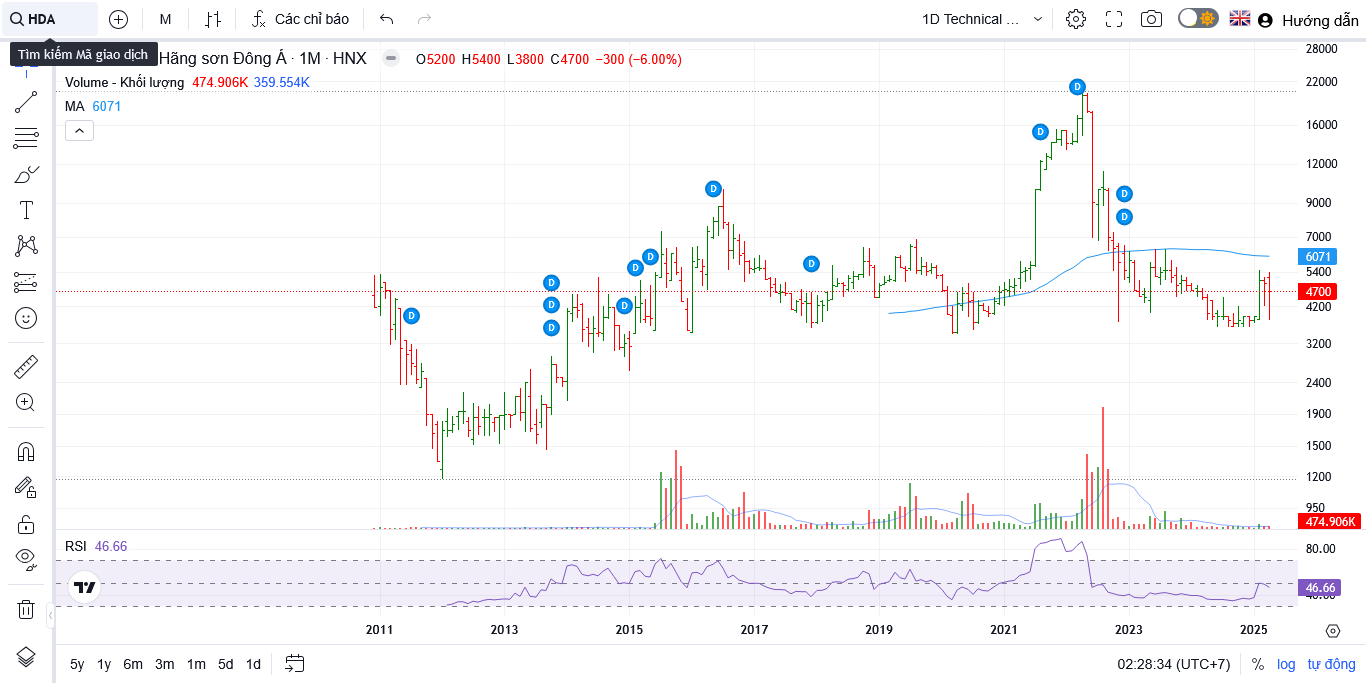 HDA
M
Các chỉ báo
1D Technical ...
Hướng dẫn
Tìm kiếm Mã giao dịch
Hãng sơn Đông Á · 1M · HNX
O5200 H5400 L3800 C4700 −300 (−6.00%)
Volume - Khối lượng 474.906K 359.554K
MA 6071
28000
22000
16000
12000
9000
7000
6071
5400
4700
4200
3200
2400
1900
1500
1200
950
474.906K
D
D
D
D
D
D
D
D
D
D
D
D
D
RSI 46.66
80.00
46.66
40.00
2011 2013 2015 2017 2019 2021 2023 2025
5y 1y 6m 3m 1m 5d 1d
02:28:34 (UTC+7) % log tự động